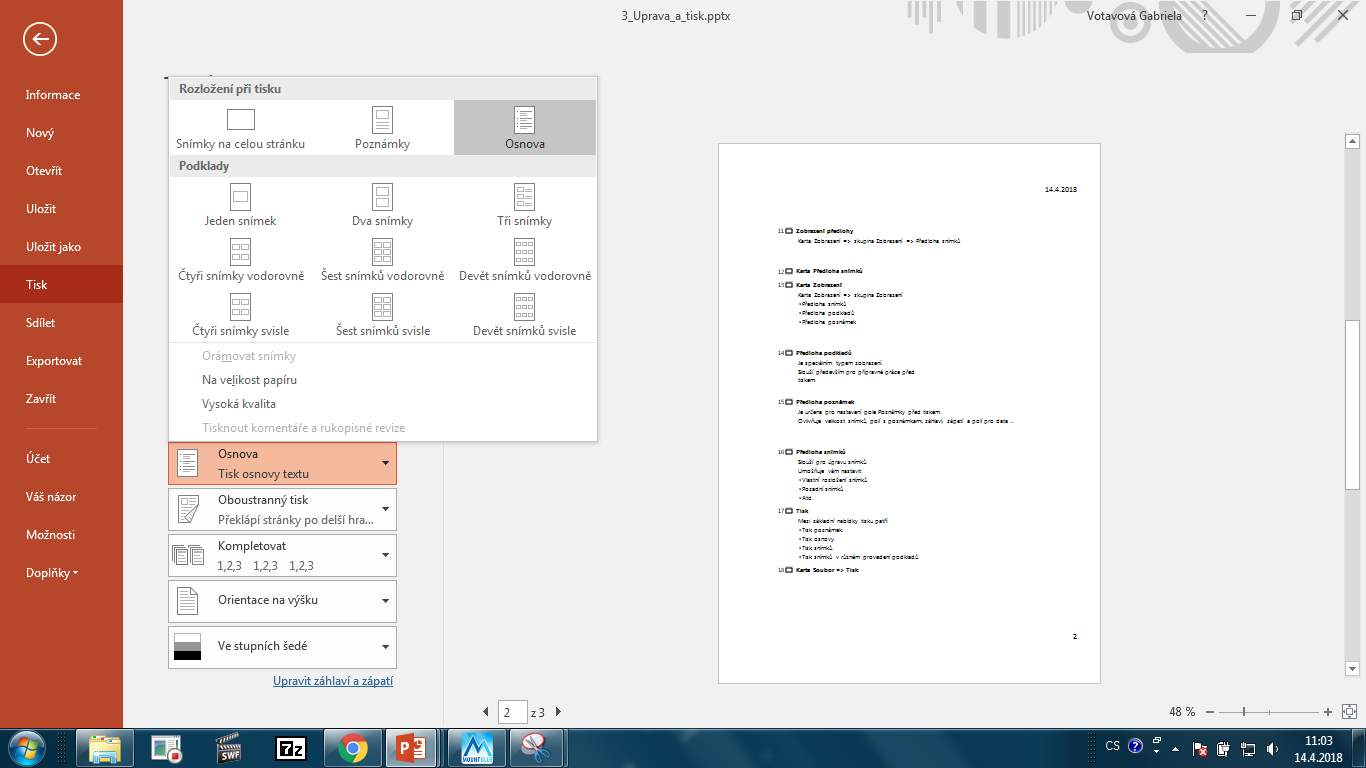 3_Uprava_a_tisk.pptx
Votavová Gabriela
?
Informace
Nový
Otevřít
Uložit
Uložit jako
Tisk
Sdílet
Exportovat
Zavřít
Účet
Váš názor
Možnosti
Doplňky
Rozložení při tisku
Snímky na celou stránku
Poznámky
Osnova
Podklady
Jeden snímek
Dva snímky
Tři snímky
Čtyři snímky vodorovně
Šest snímků vodorovně
Devět snímků vodorovně
Čtyři snímky svisle
Šest snímků svisle
Devět snímků svisle
Orámovat snímky
Na velikost papíru
Vysoká kvalita
Tisknout komentáře a rukopisné revize
Osnova
Tisk osnovy textu
Oboustranný tisk
Překlápí stránky po delší hra...
Kompletovat
1,2,3 1,2,3 1,2,3
Orientace na výšku
Ve stupních šedé
Upravit záhlaví a zápatí
14.4.2018
11 Zobrazení předlohy
Karta Zobrazení => skupina Zobrazení => Předloha snímků
12 Karta Předloha snímků
13 Karta Zobrazení
Karta Zobrazení => skupina Zobrazení
•Předloha snímků
•Předloha podkladů
•Předloha poznámek
14 Předloha podkladů
Je speciálním typem zobrazení.
Slouží především pro přípravné práce před
tiskem.
15 Předloha poznámek
Je určena pro nastavení pole Poznámky před tiskem.
Ovlivňuje velikost snímků, polí s poznámkami, záhlaví, zápatí a polí pro data ...
16 Předloha snímků
Slouží pro úpravu snímků.
Umožňuje vám nastavit:
•Vlastní rozložení snímků
•Pozadní snímků
•Atd.
17 Tisk
Mezi základní nabídky tisku patří:
•Tisk poznámek.
•Tisk osnovy.
•Tisk snímků.
•Tisk snímků v různém provedení podkladů.
18 Karta Soubor => Tisk
2
2 z 3
48 %
SWF
7z
MOUNTBLUE
CS
?
11:03
14.4.2018